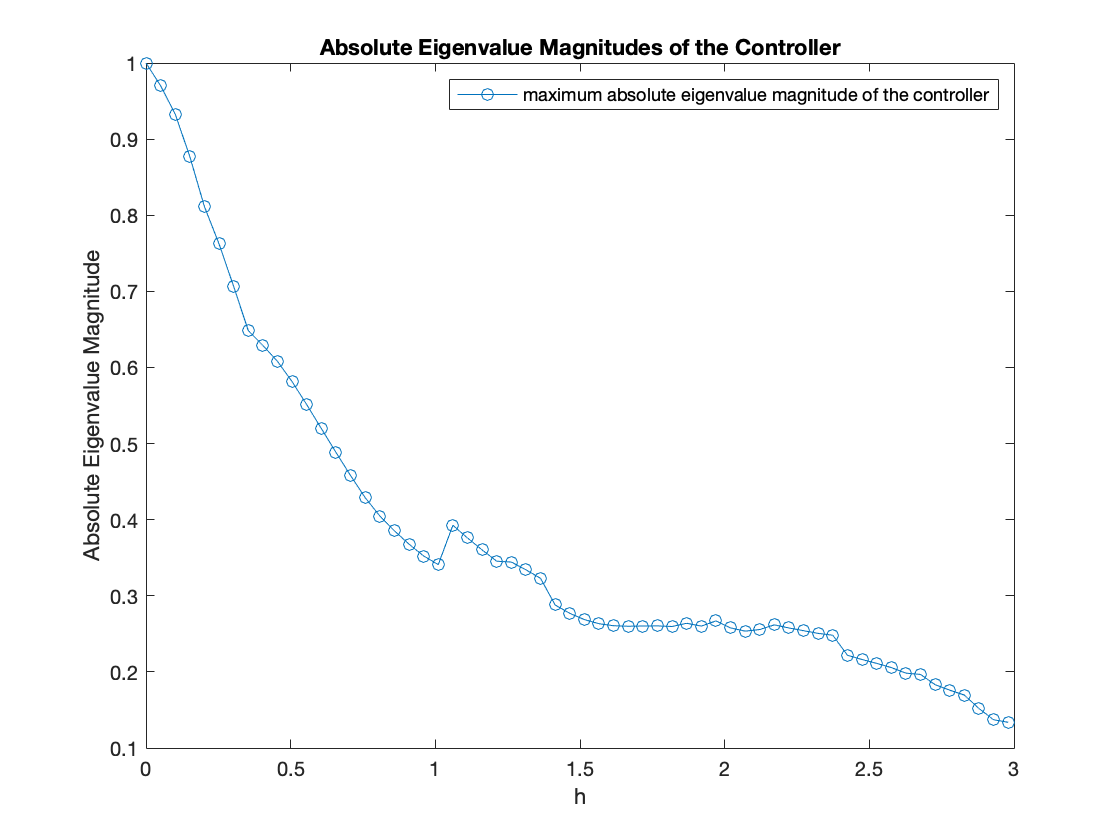 Absolute Eigenvalue Magnitudes of the Controller
maximum absolute eigenvalue magnitude of the controller
Absolute Eigenvalue Magnitude
1
0.9
0.8
0.7
0.6
0.5
0.4
0.3
0.2
0.1
0 0.5 1 1.5 2 2.5 3
h